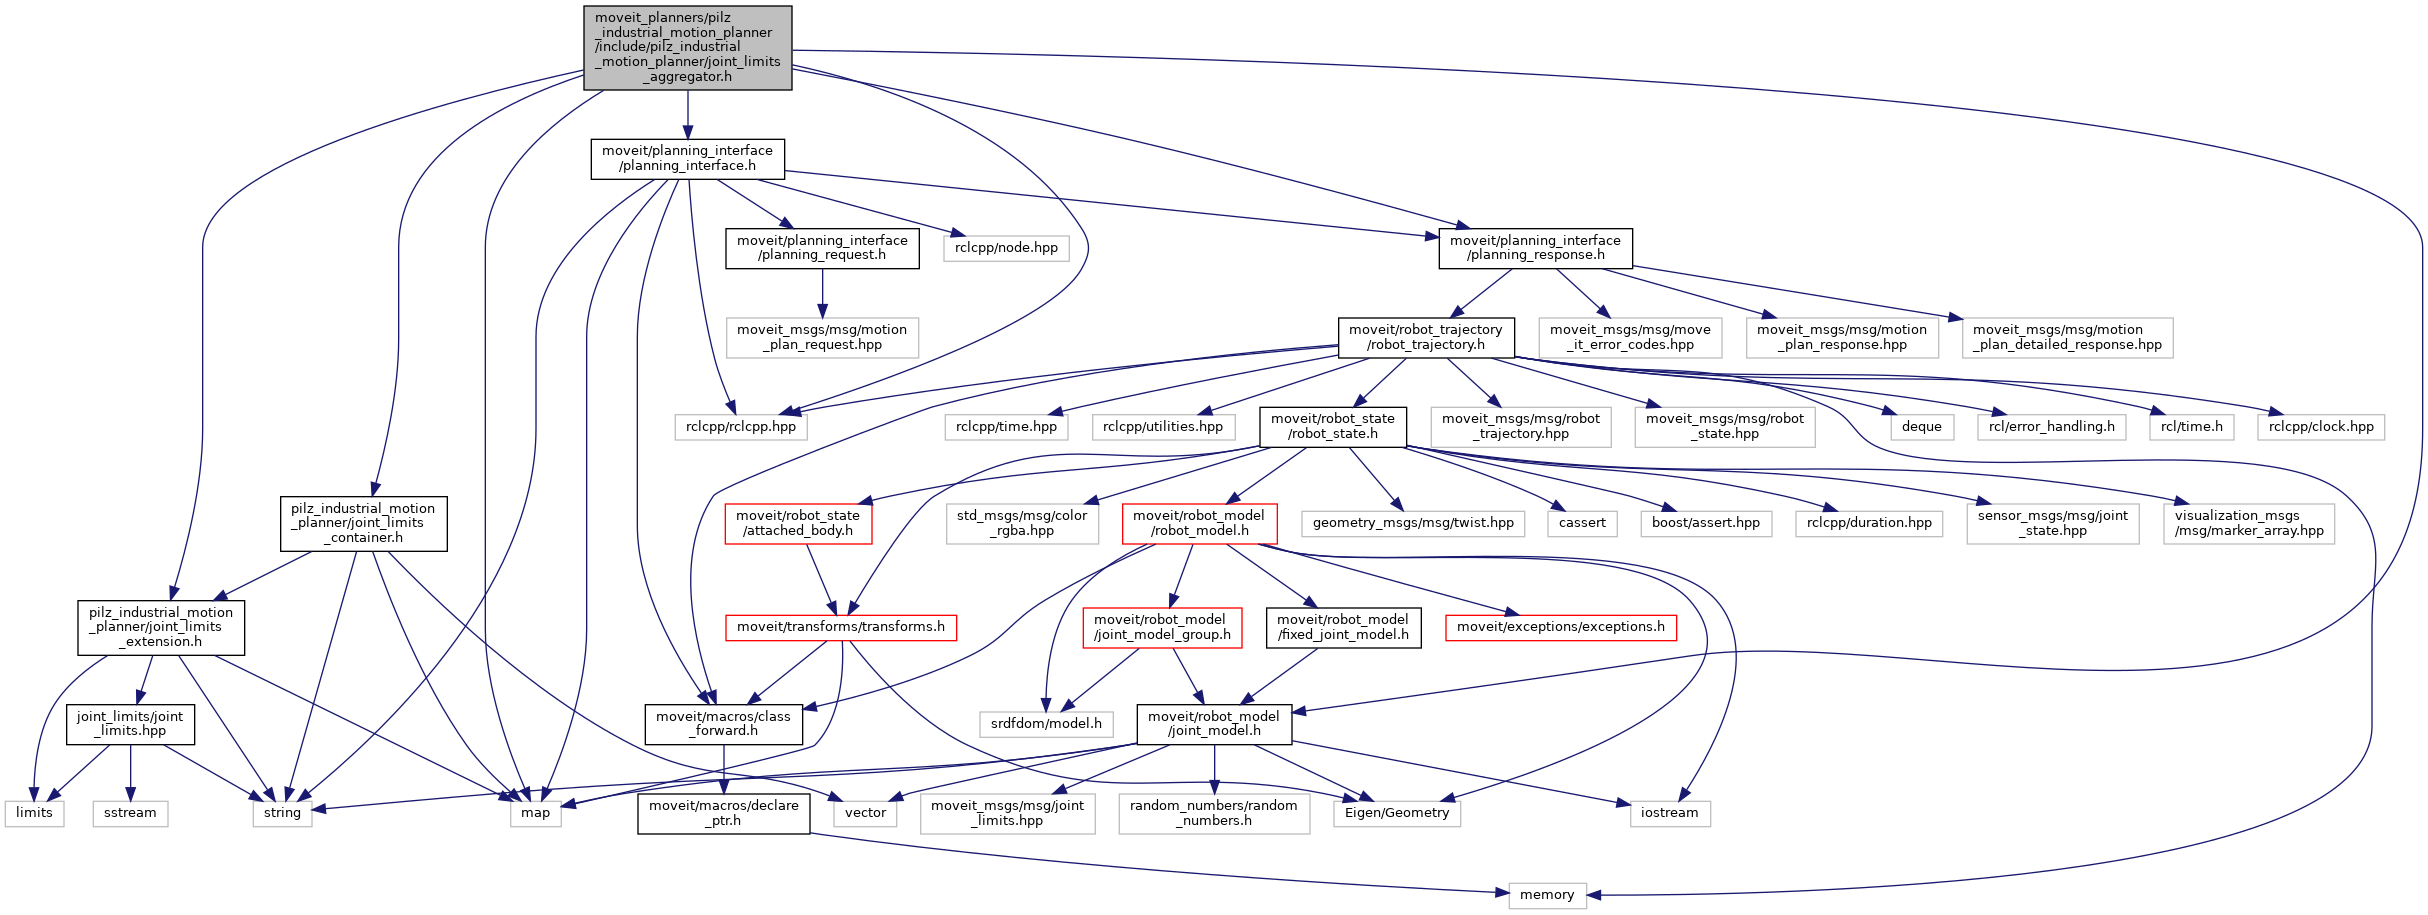 moveit_planners/pilz
_industrial_motion_planner
/include/pilz_industrial
_motion_planner/joint_limits
_aggregator.h
moveit/planning_interface
/planning_interface.h
moveit/planning_interface
/planning_request.h
rclcpp/node.hpp
moveit/planning_interface
/planning_response.h
moveit_msgs/msg/motion
_plan_request.hpp
moveit/robot_trajectory
/robot_trajectory.h
moveit_msgs/msg/move
_it_error_codes.hpp
moveit_msgs/msg/motion
_plan_response.hpp
moveit_msgs/msg/motion
_plan_detailed_response.hpp
rclcpp/rclcpp.hpp
rclcpp/time.hpp
rclcpp/utilities.hpp
moveit/robot_state
/robot_state.h
moveit_msgs/msg/robot
_trajectory.hpp
moveit_msgs/msg/robot
_state.hpp
deque
rcl/error_handling.h
rcl/time.h
rclcpp/clock.hpp
pilz_industrial_motion
_planner/joint_limits
_container.h
moveit/robot_state
/attached_body.h
std_msgs/msg/color
_rgba.hpp
moveit/robot_model
/robot_model.h
geometry_msgs/msg/twist.hpp
cassert
boost/assert.hpp
rclcpp/duration.hpp
sensor_msgs/msg/joint
_state.hpp
visualization_msgs
/msg/marker_array.hpp
pilz_industrial_motion
_planner/joint_limits
_extension.h
moveit/transforms/transforms.h
moveit/robot_model
/joint_model_group.h
moveit/robot_model
/fixed_joint_model.h
moveit/exceptions/exceptions.h
joint_limits/joint
_limits.hpp
moveit/macros/class
_forward.h
srdfdom/model.h
moveit/robot_model
/joint_model.h
limits
sstream
string
map
moveit/macros/declare
_ptr.h
vector
moveit_msgs/msg/joint
_limits.hpp
random_numbers/random
_numbers.h
Eigen/Geometry
iostream
memory